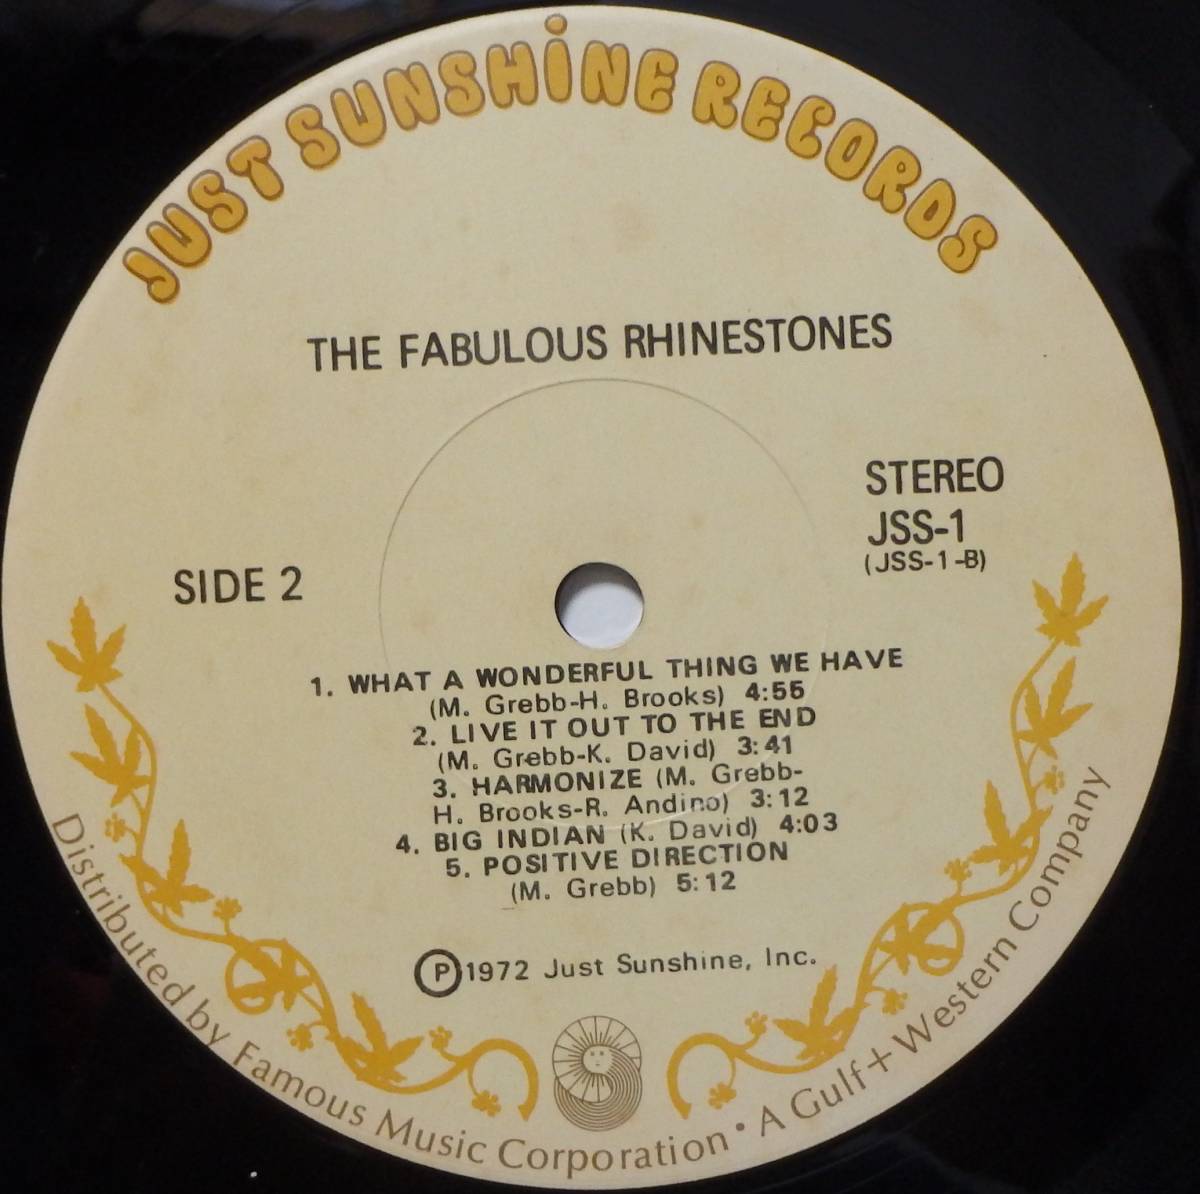 JUST SUNSHINE RECORDS
THE FABULOUS RHINESTONES
STEREO
JSS-1
(JSS-1-B)
SIDE 2
1. WHAT A WONDERFUL THING WE HAVE
(M. Grebb-H. Brooks) 4:55
2. LIVE IT OUT TO THE END
(M. Grebb-K. David) 3:41
3. HARMONIZE (M. Grebb-
H. Brooks-R. Andino) 3:12
4. BIG INDIAN (K. David) 4:03
5. POSITIVE DIRECTION
(M. Grebb) 5:12
Ⓟ1972 Just Sunshine, Inc.
Distributed by Famous Music Corporation • A Gulf+Western Company